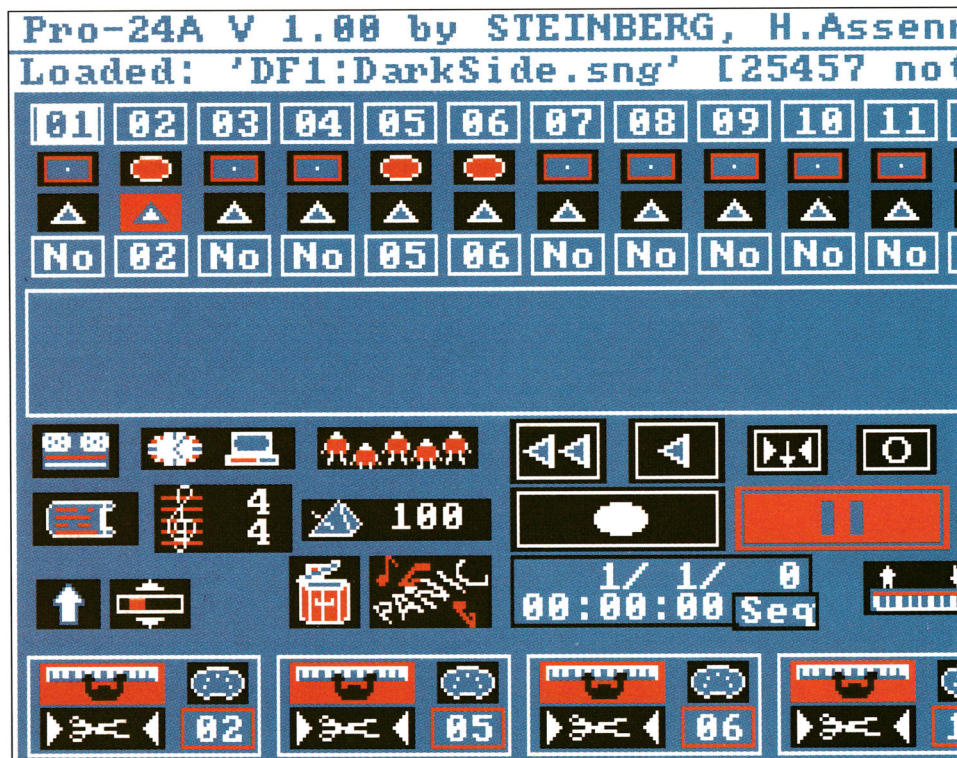 Pro-24A V 1.00 by STEINBERG, H.Assen
Loaded: 'DF1:DarkSide.sng' [25457 not
01 02 03 04 05 06 07 08 09 10 11
No 02 No No 05 06 No No No No No
4
4
100
PANIC
1/ 1/ 0
00:00:00 Seq
02 05 06 1